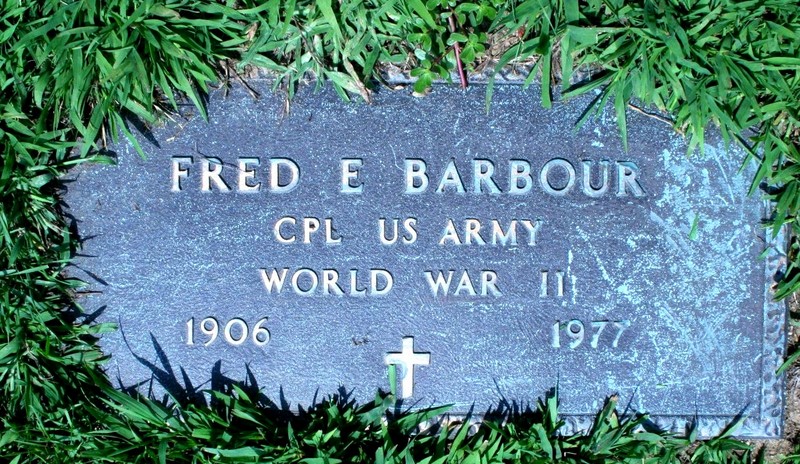 FRED E BARBOUR
CPL US ARMY
WORLD WAR II
1906 1977